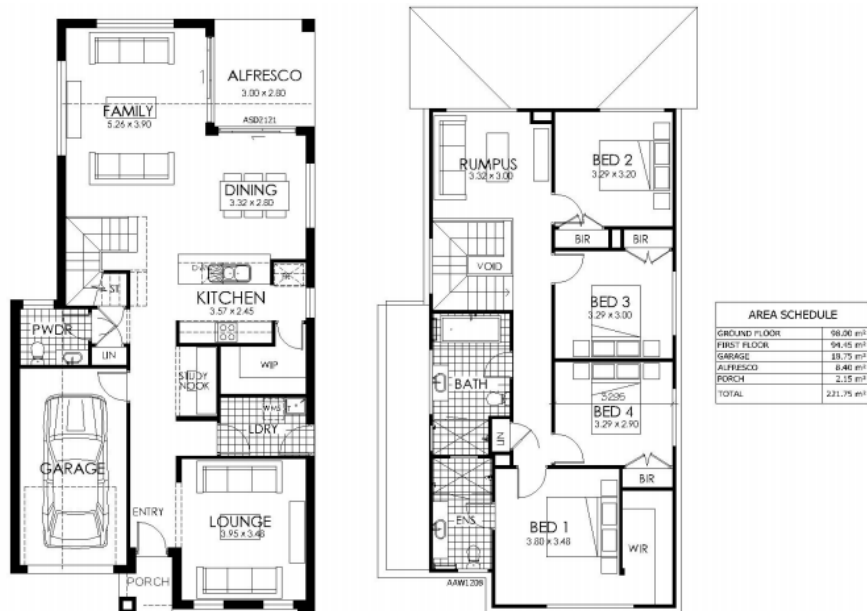 ALFRESCO
3.00 x 2.80
FAMILY
5.26 x 3.90
ASD2121
DINING
3.32 x 2.80
ST
KITCHEN
3.57 x 2.45
PWDR
LIN
WIP
STUDY
NOOK
LDRY
GARAGE
ENTRY
LOUNGE
3.95 x 3.48
PORCH
RUMPUS
3.32 x 3.00
BED 2
3.29 x 3.20
BIR
BIR
VOID
BED 3
3.29 x 3.00
BATH
3295
BED 4
3.29 x 2.90
LIN
BIR
ENS
BED 1
3.80 x 3.48
WIR
AAW1209
AREA SCHEDULE
GROUND FLOOR 98.00 m²
FIRST FLOOR 94.45 m²
GARAGE 18.75 m²
ALFRESCO 8.40 m²
PORCH 2.15 m²
TOTAL 221.75 m²